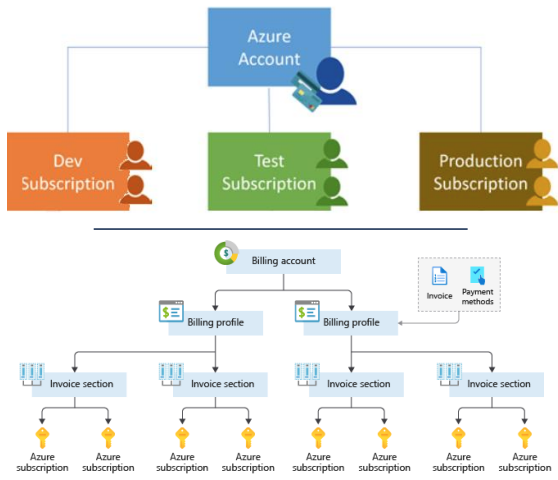 Azure
Account
Dev
Subscription
Test
Subscription
Production
Subscription
Billing account
Invoice
Payment
methods
Billing profile
Billing profile
Invoice section
Invoice section
Invoice section
Invoice section
Azure
subscription
Azure
subscription
Azure
subscription
Azure
subscription
Azure
subscription
Azure
subscription
Azure
subscription
Azure
subscription